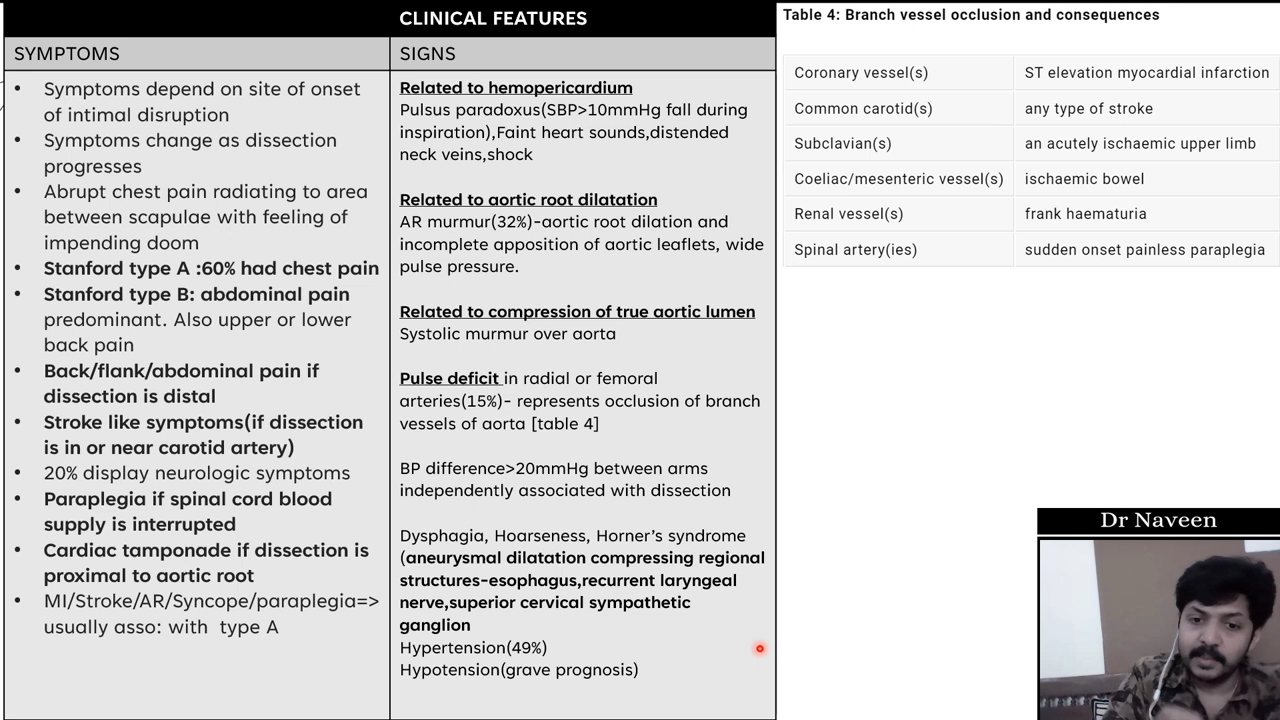 CLINICAL FEATURES
SYMPTOMS
• Symptoms depend on site of onset
of intimal disruption
• Symptoms change as dissection
progresses
• Abrupt chest pain radiating to area
between scapulae with feeling of
impending doom
• Stanford type A :60% had chest pain
• Stanford type B: abdominal pain
predominant. Also upper or lower
back pain
• Back/flank/abdominal pain if
dissection is distal
• Stroke like symptoms(if dissection
is in or near carotid artery)
• 20% display neurologic symptoms
• Paraplegia if spinal cord blood
supply is interrupted
• Cardiac tamponade if dissection is
proximal to aortic root
• MI/Stroke/AR/Syncope/paraplegia=>
usually asso: with type A
SIGNS
Related to hemopericardium
Pulsus paradoxus(SBP>10mmHg fall during
inspiration),Faint heart sounds,distended
neck veins,shock
Related to aortic root dilatation
AR murmur(32%)-aortic root dilation and
incomplete apposition of aortic leaflets, wide
pulse pressure.
Related to compression of true aortic lumen
Systolic murmur over aorta
Pulse deficit in radial or femoral
arteries(15%)- represents occlusion of branch
vessels of aorta [table 4]
BP difference>20mmHg between arms
independently associated with dissection
Dysphagia, Hoarseness, Horner's syndrome
(aneurysmal dilatation compressing regional
structures-esophagus,recurrent laryngeal
nerve,superior cervical sympathetic
ganglion
Hypertension(49%)
Hypotension(grave prognosis)
Table 4: Branch vessel occlusion and consequences
Coronary vessel(s) ST elevation myocardial infarction
Common carotid(s) any type of stroke
Subclavian(s) an acutely ischaemic upper limb
Coeliac/mesenteric vessel(s) ischaemic bowel
Renal vessel(s) frank haematuria
Spinal artery(ies) sudden onset painless paraplegia
Dr Naveen